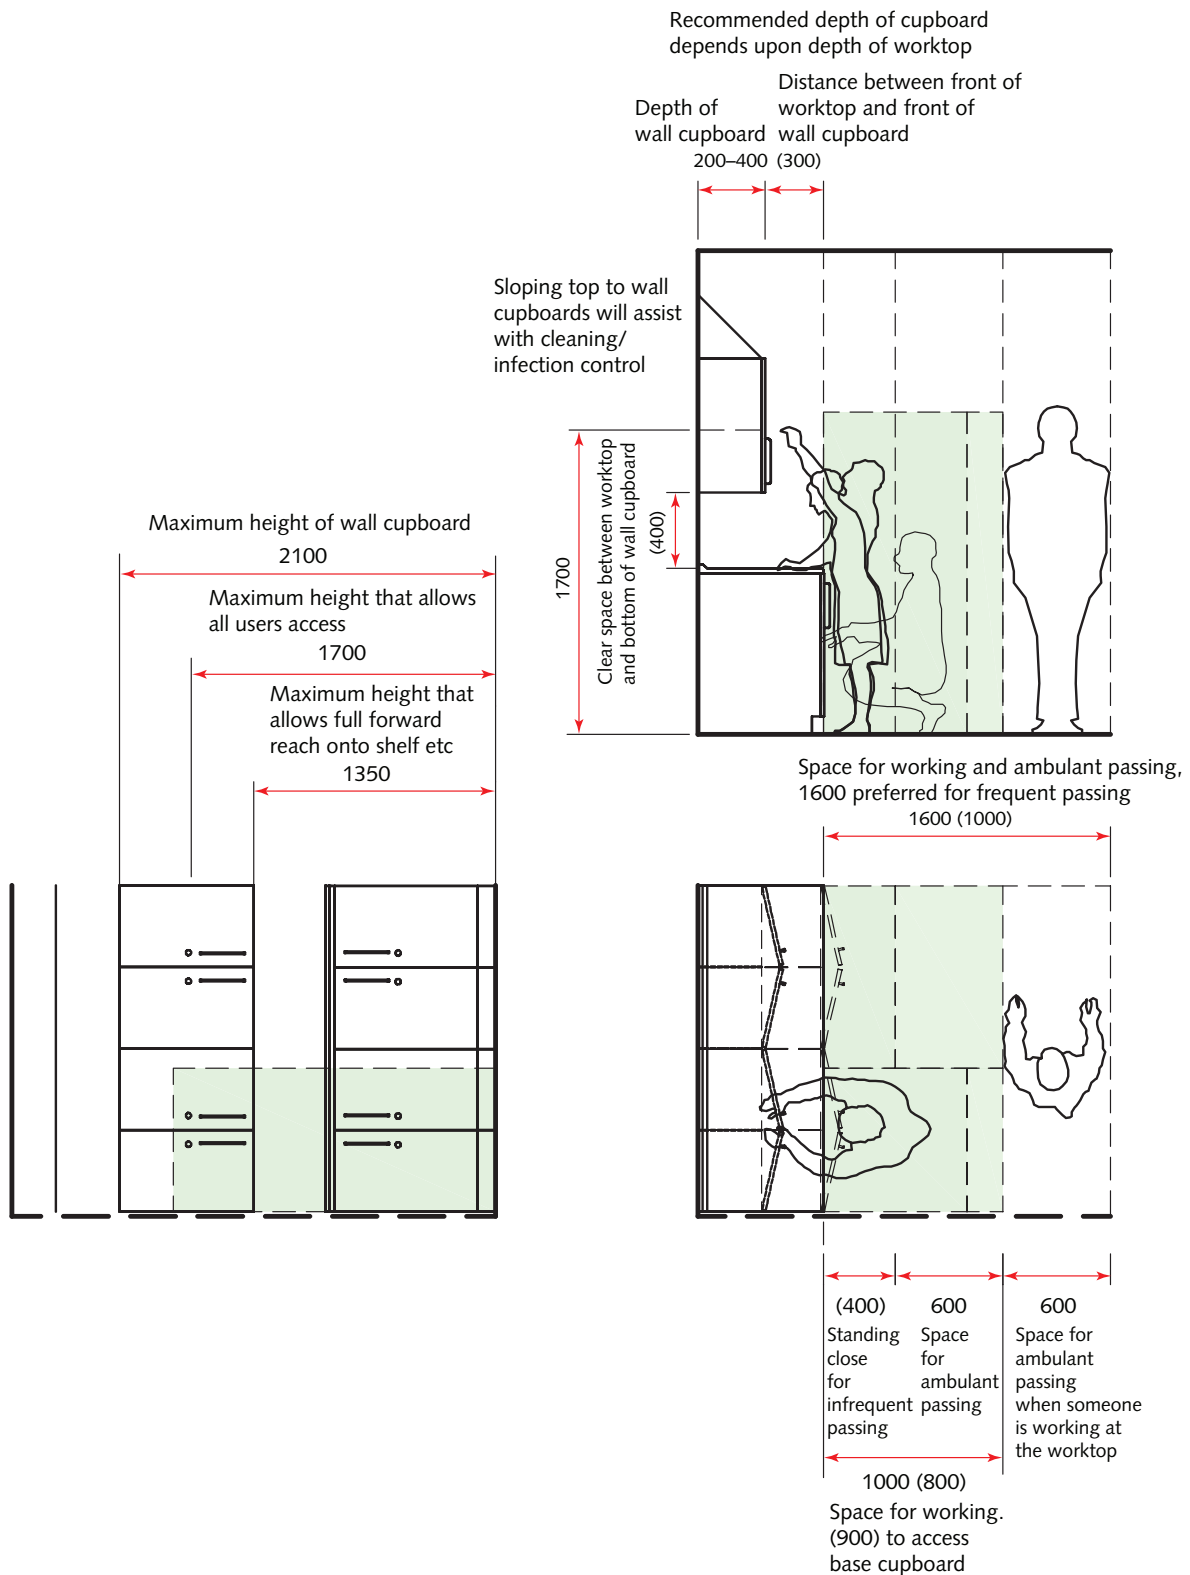 Recommended depth of cupboard
depends upon depth of worktop
Distance between front of
worktop and front of
wall cupboard
(300)
Depth of
wall cupboard
200–400
Sloping top to wall
cupboards will assist
with cleaning/
infection control
1700
Clear space between worktop
and bottom of wall cupboard
(400)
Maximum height of wall cupboard
2100
Maximum height that allows
all users access
1700
Maximum height that
allows full forward
reach onto shelf etc
1350
Space for working and ambulant passing,
1600 preferred for frequent passing
1600 (1000)
(400)
Standing
close
for
infrequent
passing
600
Space
for
ambulant
passing
600
Space for
ambulant
passing
when someone
is working at
the worktop
1000 (800)
Space for working.
(900) to access
base cupboard